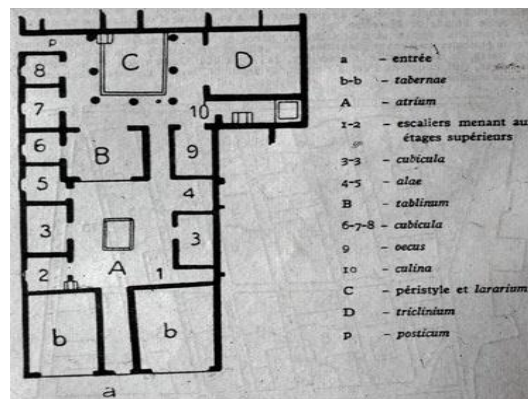 P
C
D
8
7
10
6
B
9
5
4
3
3
A
2
1
b
b
a
a - entrée
b-b - tabernae
A - atrium
1-2 - escaliers menant au
étages supérieurs
3-3 - cubicula
4-5 - alae
B - tablinum
6-7-8 - cubicula
9 - oecus
10 - culina
C - péristyle et lararium
D - triclinium
P - posticum